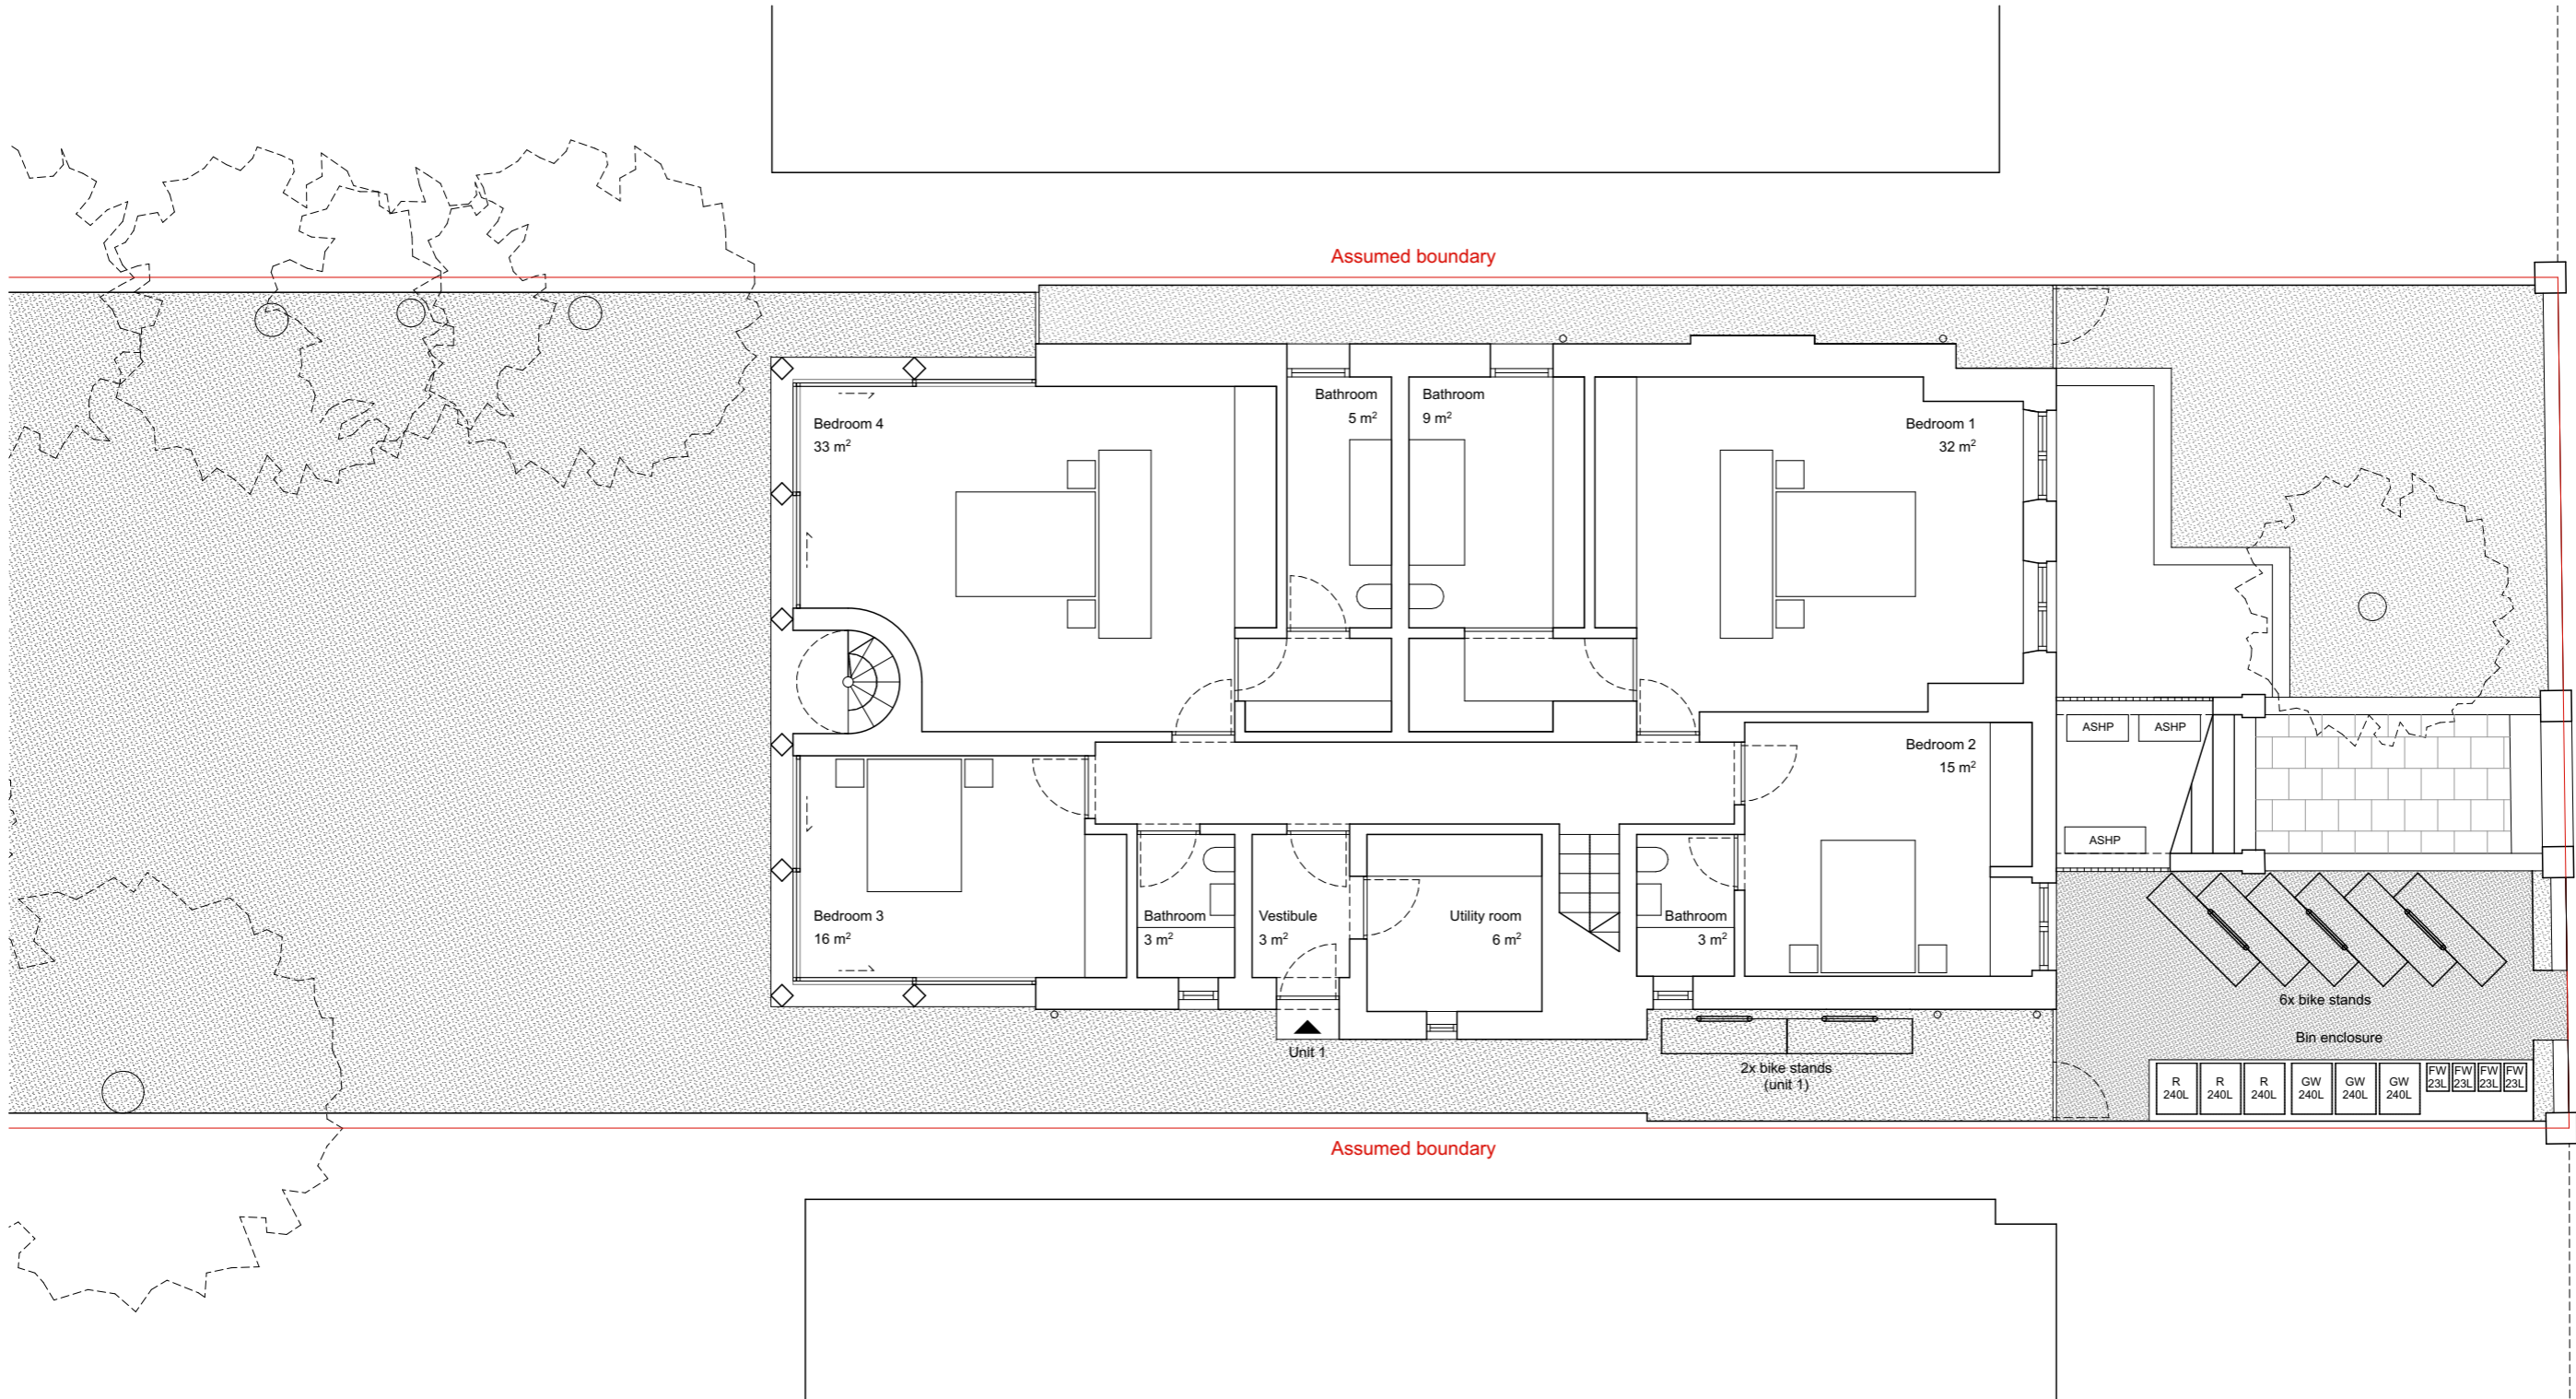 Assumed boundary
Bedroom 4
33 m²
Bathroom
5 m²
Bathroom
9 m²
Bedroom 1
32 m²
ASHP
ASHP
ASHP
Bedroom 2
15 m²
Bedroom 3
16 m²
Bathroom
3 m²
Vestibule
3 m²
Utility room
6 m²
Bathroom
3 m²
6x bike stands
Bin enclosure
Unit 1
2x bike stands
(unit 1)
R
240L
R
240L
R
240L
GW
240L
GW
240L
GW
240L
FW
23L
FW
23L
FW
23L
FW
23L
Assumed boundary